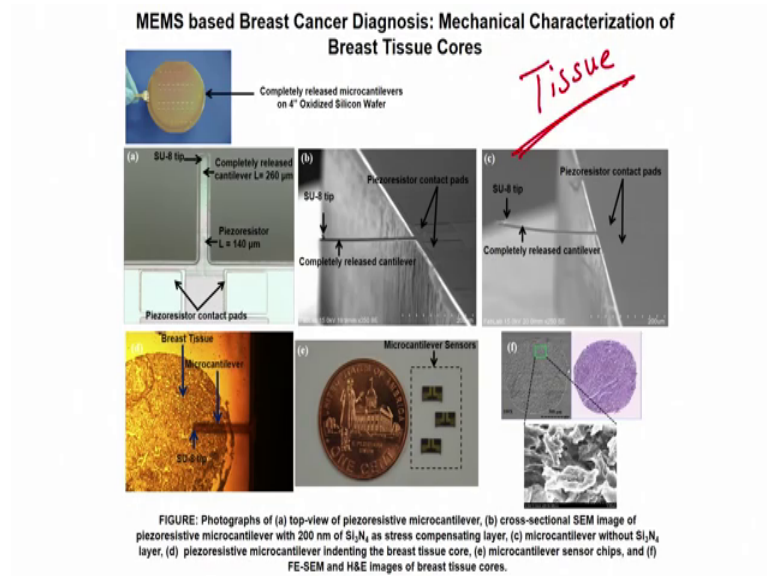 MEMS based Breast Cancer Diagnosis: Mechanical Characterization of
Breast Tissue Cores
Tissue
Completely released microcantilevers
on 4" Oxidized Silicon Wafer
(a)
SU-8 tip
Completely released
cantilever L= 260 µm
Piezoresistor
L = 140 µm
Piezoresistor contact pads
(b)
Piezoresistor contact pads
SU-8 tip
Completely released cantilever
(c)
Piezoresistor contact pads
SU-8 tip
Completely released cantilever
(d)
Breast Tissue
Microcantilever
SU-8 tip
(e)
Microcantilever Sensors
ONE CENT
(f)
FIGURE: Photographs of (a) top-view of piezoresistive microcantilever, (b) cross-sectional SEM image of
piezoresistive microcantilever with 200 nm of Si₃N₄ as stress compensating layer, (c) microcantilever without Si₃N₄
layer, (d) piezoresistive microcantilever indenting the breast tissue core, (e) microcantilever sensor chips, and (f)
FE-SEM and H&E images of breast tissue cores.